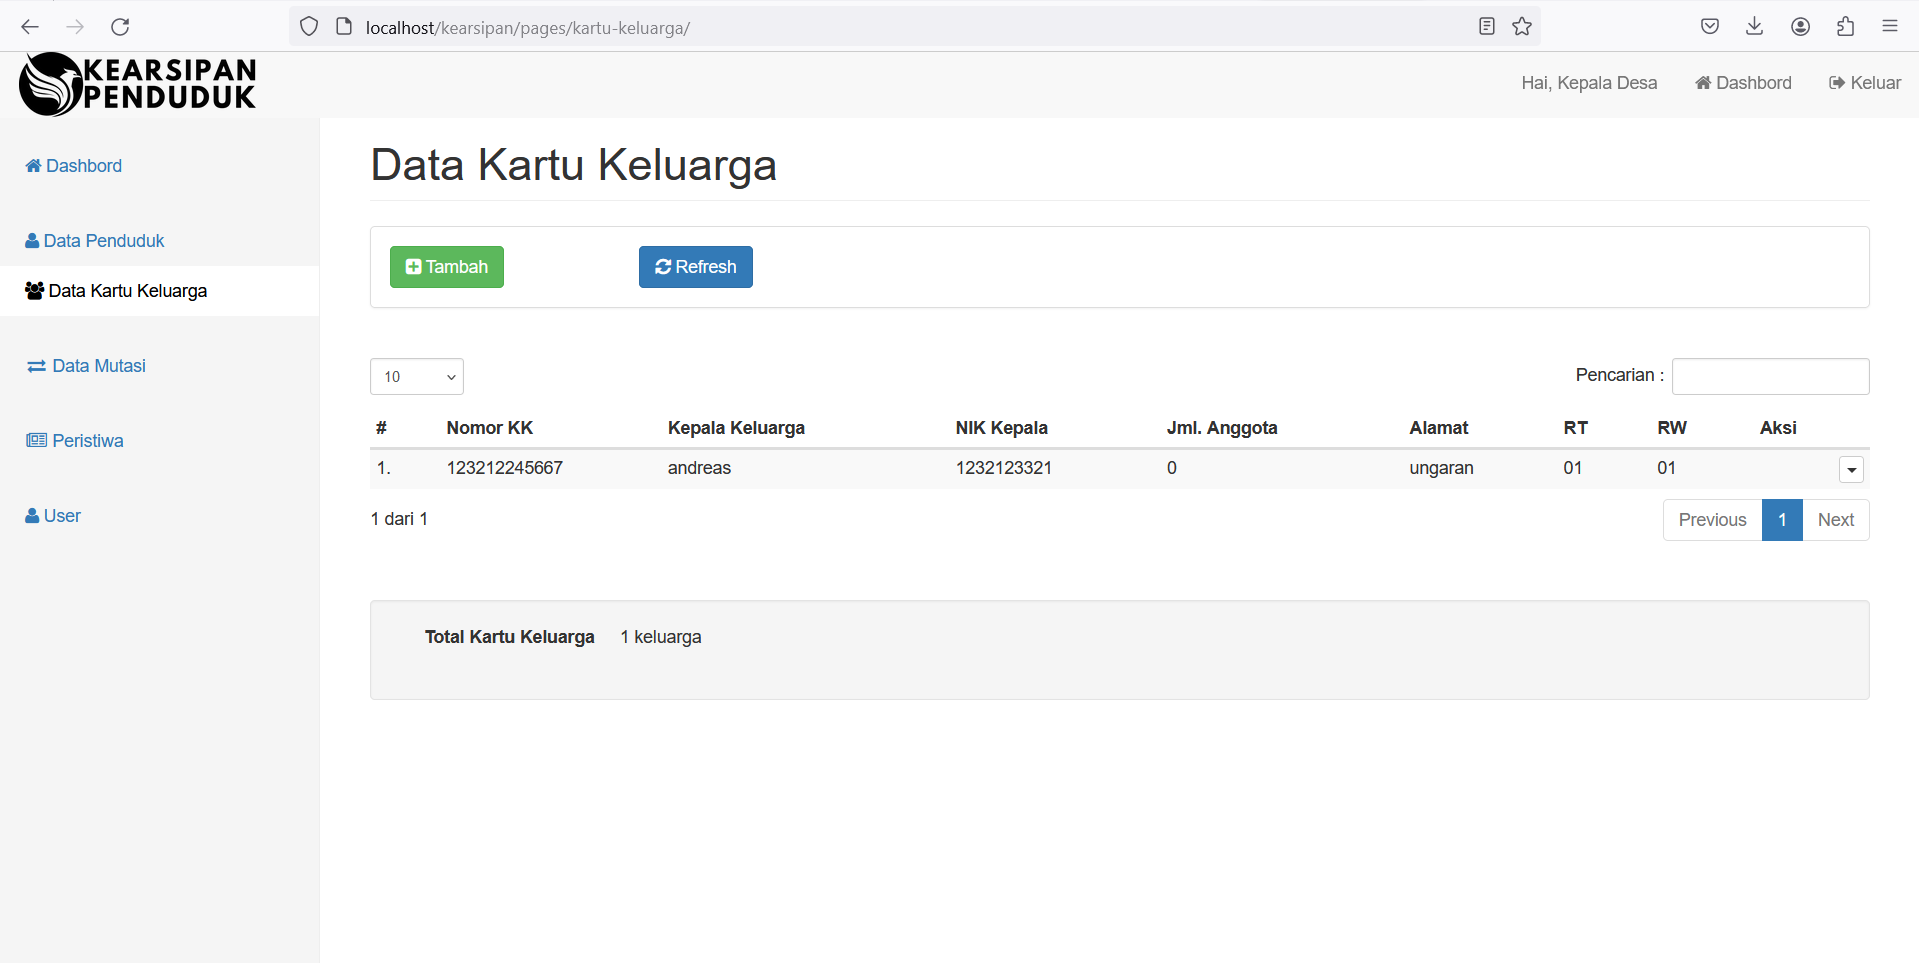 localhost/kearsipan/pages/kartu-keluarga/
KEARSIPAN
PENDUDUK
Hai, Kepala Desa Dashbord Keluar
Dashbord
Data Penduduk
Data Kartu Keluarga
Data Mutasi
Peristiwa
User
Data Kartu Keluarga
Tambah Refresh
10 Pencarian :
# Nomor KK Kepala Keluarga NIK Kepala Jml. Anggota Alamat RT RW Aksi
1. 123212245667 andreas 1232123321 0 ungaran 01 01
1 dari 1 Previous 1 Next
Total Kartu Keluarga 1 keluarga